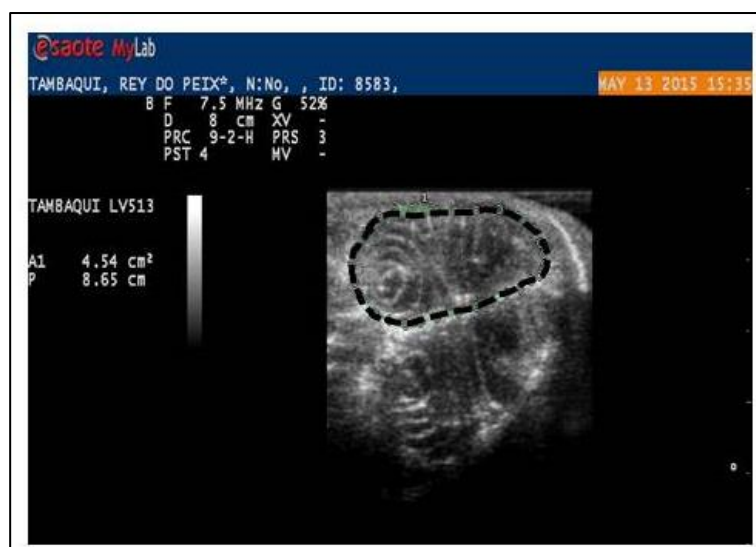 esaote MyLab
TAMBAQUI, REY DO PEIX*, N:No, , ID: 8583, MAY 13 2015 15:35
B F 7.5 MHz G 52%
D 8 cm XV -
PRC 9-2-H PRS 3
PST 4 MV -
TAMBAQUI LV513
A1 4.54 cm²
P 8.65 cm
1